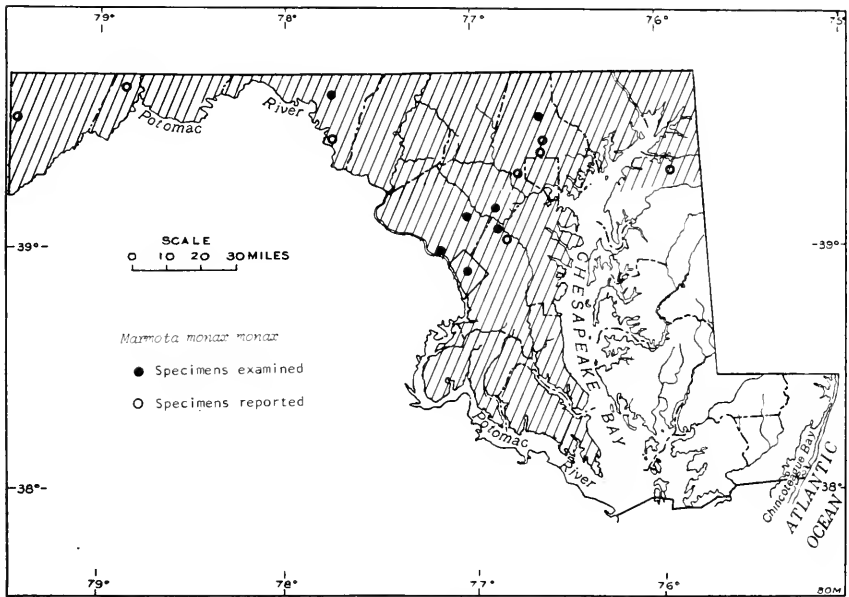 79° 78° 77° 76° 75°
Potomac River
39° 39°
SCALE
0 10 20 30 MILES
CHESAPEAKE BAY
Marmota monax monax
● Specimens examined
○ Specimens reported
Potomac River
Chincoteague Bay
ATLANTIC
OCEAN
38° 38°
79° 78° 77° 76°
80M